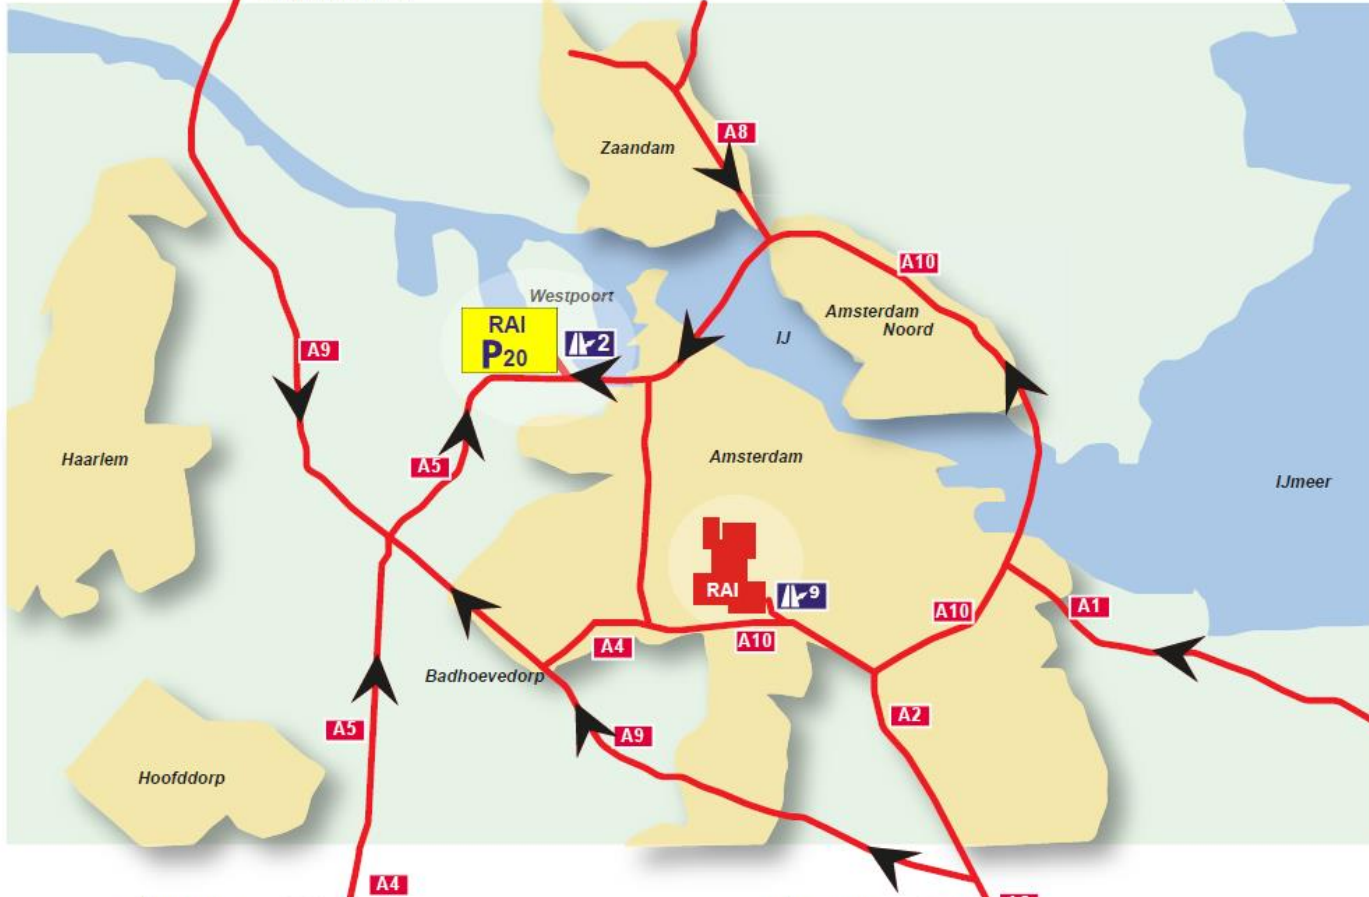 A8
Zaandam
A10
Westpoort
Amsterdam
Noord
RAI
P20
2
IJ
A9
Haarlem
A5
Amsterdam
IJmeer
RAI
9
A10
A1
A4
A10
Badhoevedorp
A2
A5
A9
Hoofddorp
A4